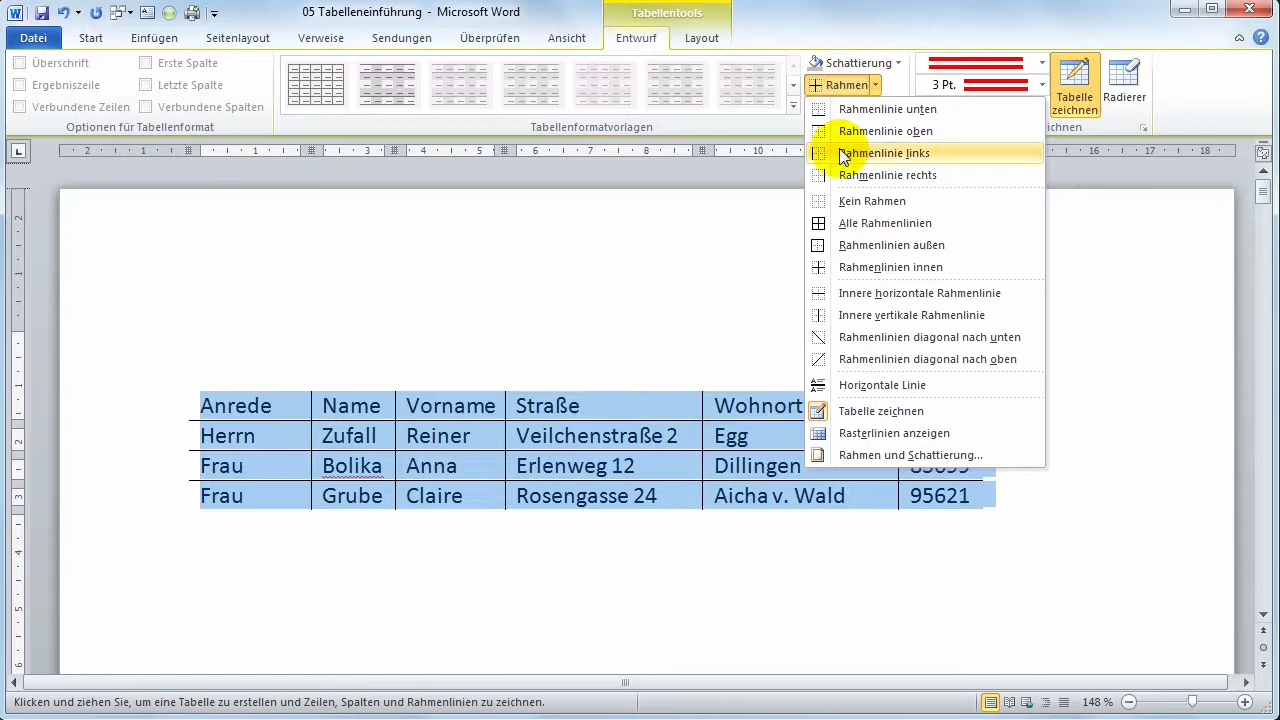 05 Tabelleneinführung - Microsoft Word
Tabellentools
Datei Start Einfügen Seitenlayout Verweise Sendungen Überprüfen Ansicht Entwurf Layout
Überschrift Erste Spalte
Ergebniszeile Letzte Spalte
Verbundene Zeilen Verbundene Spalten
Optionen für Tabellenformat
Tabellenformatvorlagen
Schattierung
Rahmen
3 Pt.
Tabelle zeichnen
Radierer
chnen
Rahmenlinie unten
Rahmenlinie oben
Rahmenlinie links
Rahmenlinie rechts
Kein Rahmen
Alle Rahmenlinien
Rahmenlinien außen
Rahmenlinien innen
Innere horizontale Rahmenlinie
Innere vertikale Rahmenlinie
Rahmenlinien diagonal nach unten
Rahmenlinien diagonal nach oben
Horizontale Linie
Tabelle zeichnen
Rasterlinien anzeigen
Rahmen und Schattierung...
Anrede Name Vorname Straße Wohnort
Herrn Zufall Reiner Veilchenstraße 2 Egg
Frau Bolika Anna Erlenweg 12 Dillingen
Frau Grube Claire Rosengasse 24 Aicha v. Wald 95621
Klicken und ziehen Sie, um eine Tabelle zu erstellen und Zeilen, Spalten und Rahmenlinien zu zeichnen.
148 %